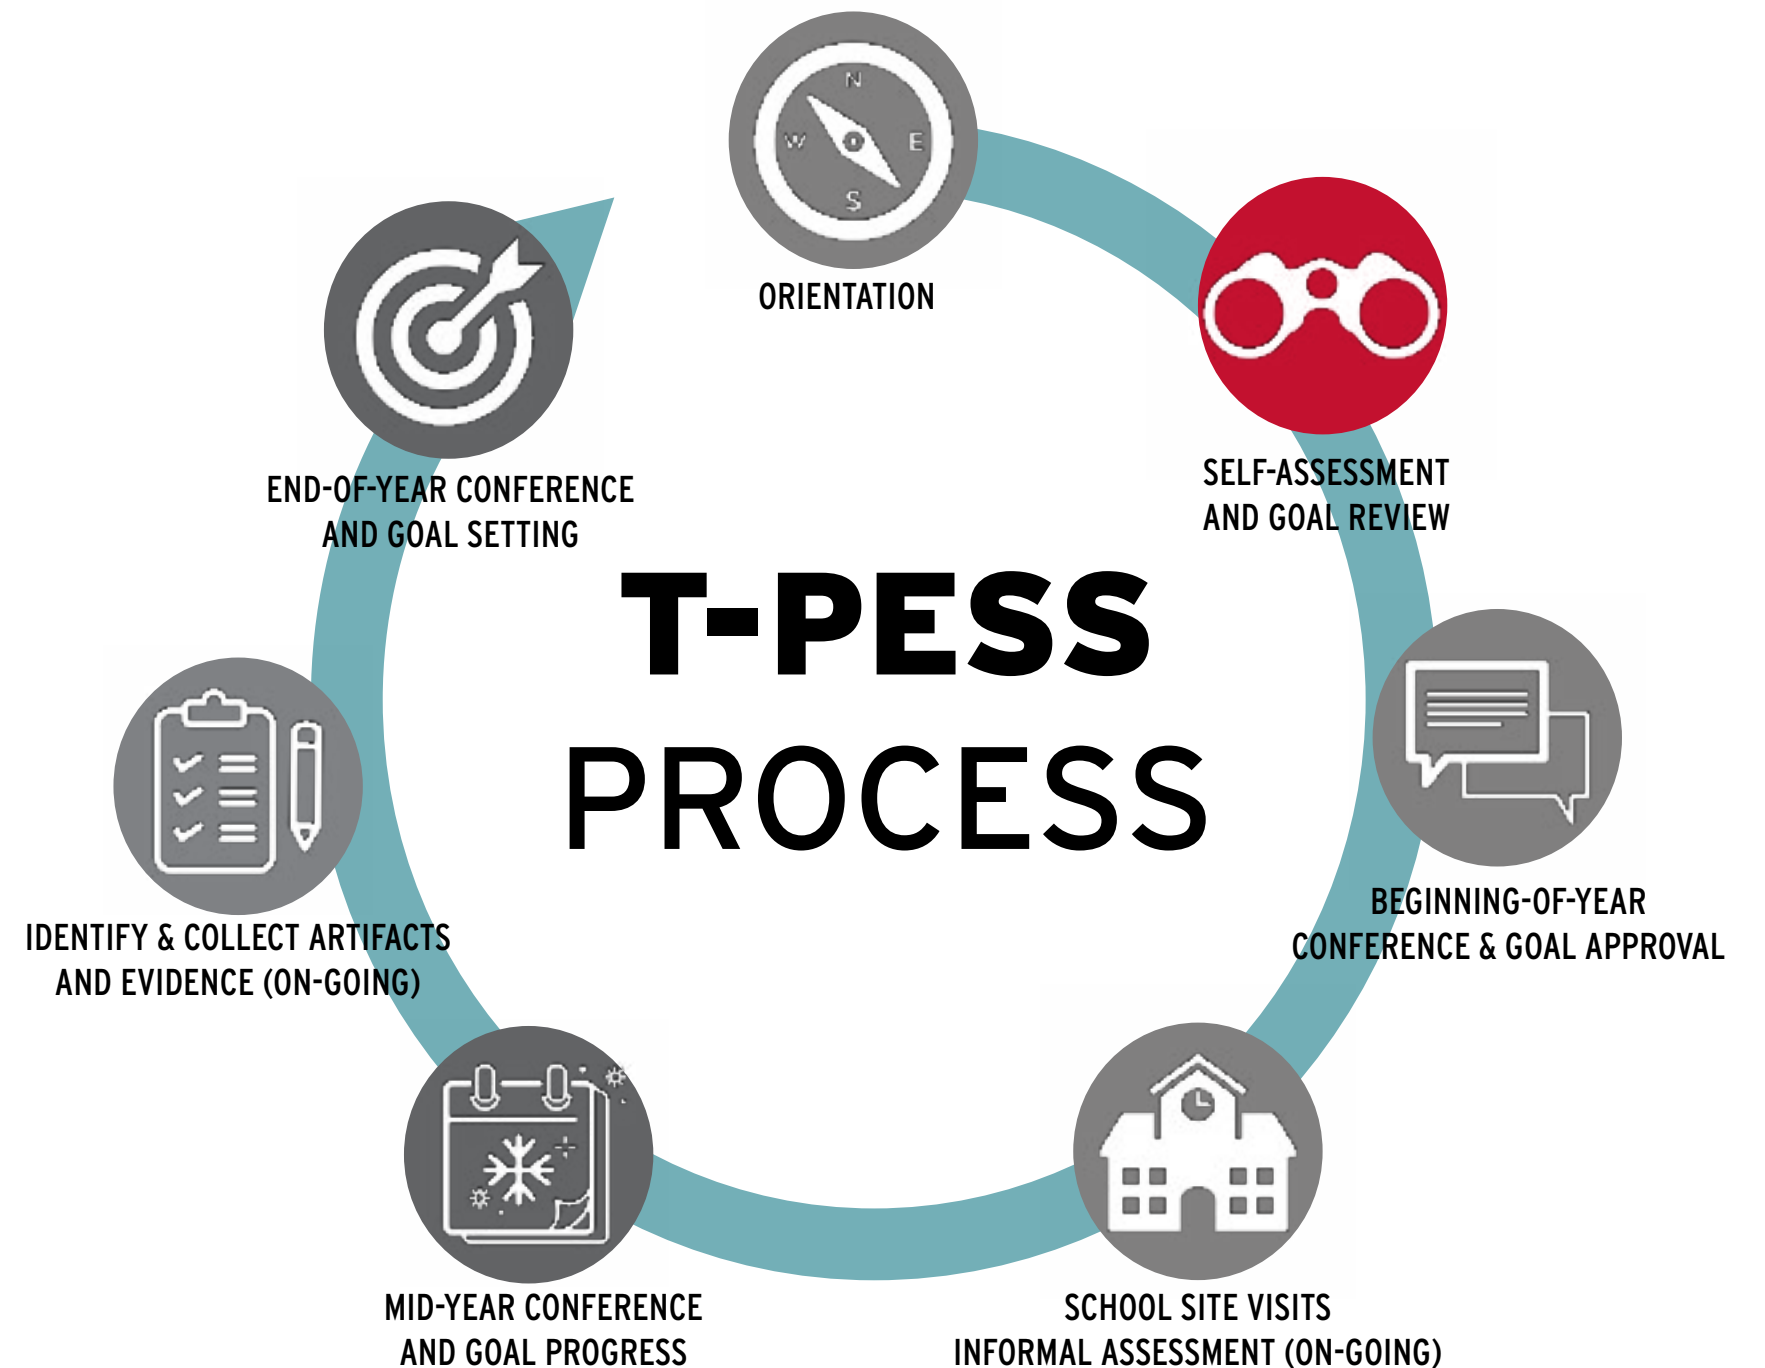 N
W
E
S
ORIENTATION
SELF-ASSESSMENT
AND GOAL REVIEW
BEGINNING-OF-YEAR
CONFERENCE & GOAL APPROVAL
SCHOOL SITE VISITS
INFORMAL ASSESSMENT (ON-GOING)
MID-YEAR CONFERENCE
AND GOAL PROGRESS
IDENTIFY & COLLECT ARTIFACTS
AND EVIDENCE (ON-GOING)
END-OF-YEAR CONFERENCE
AND GOAL SETTING
T-PESS
PROCESS